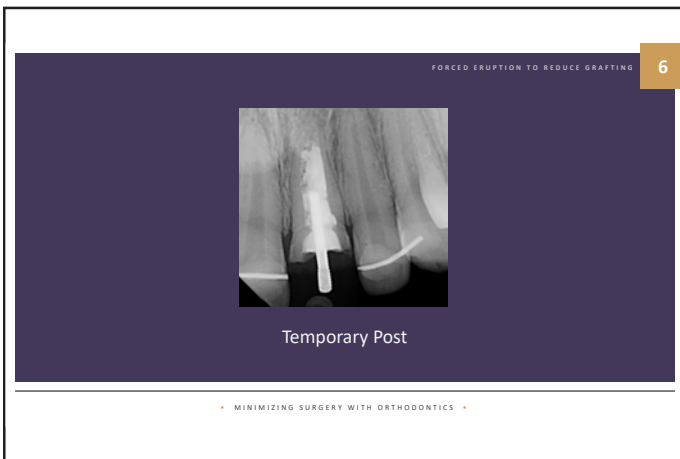 FORCED ERUPTION TO REDUCE GRAFTING
6
Temporary Post
• MINIMIZING SURGERY WITH ORTHODONTICS •